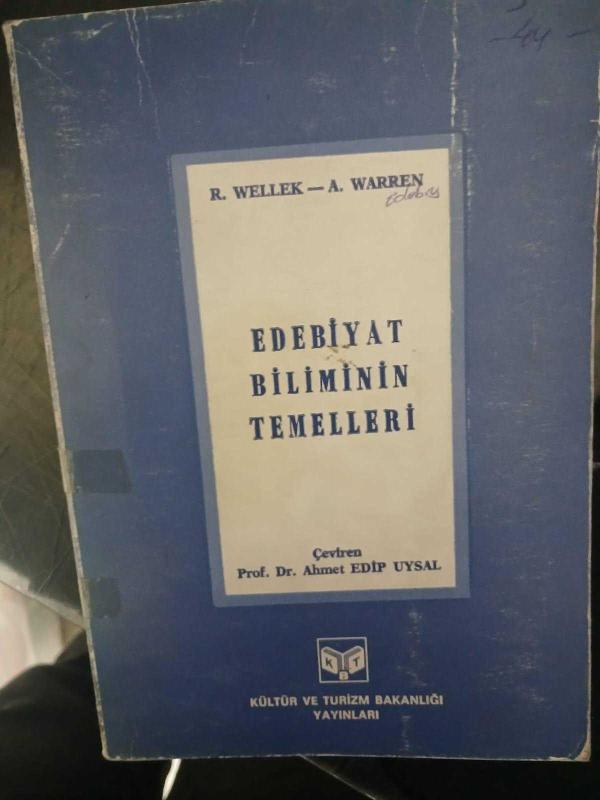 -44-
R. WELLEK — A. WARREN
EDEBİYAT
BİLİMİNİN
TEMELLERİ
Çeviren
Prof. Dr. Ahmet EDİP UYSAL
K B T
KÜLTÜR VE TURİZM BAKANLIĞI
YAYINLARI